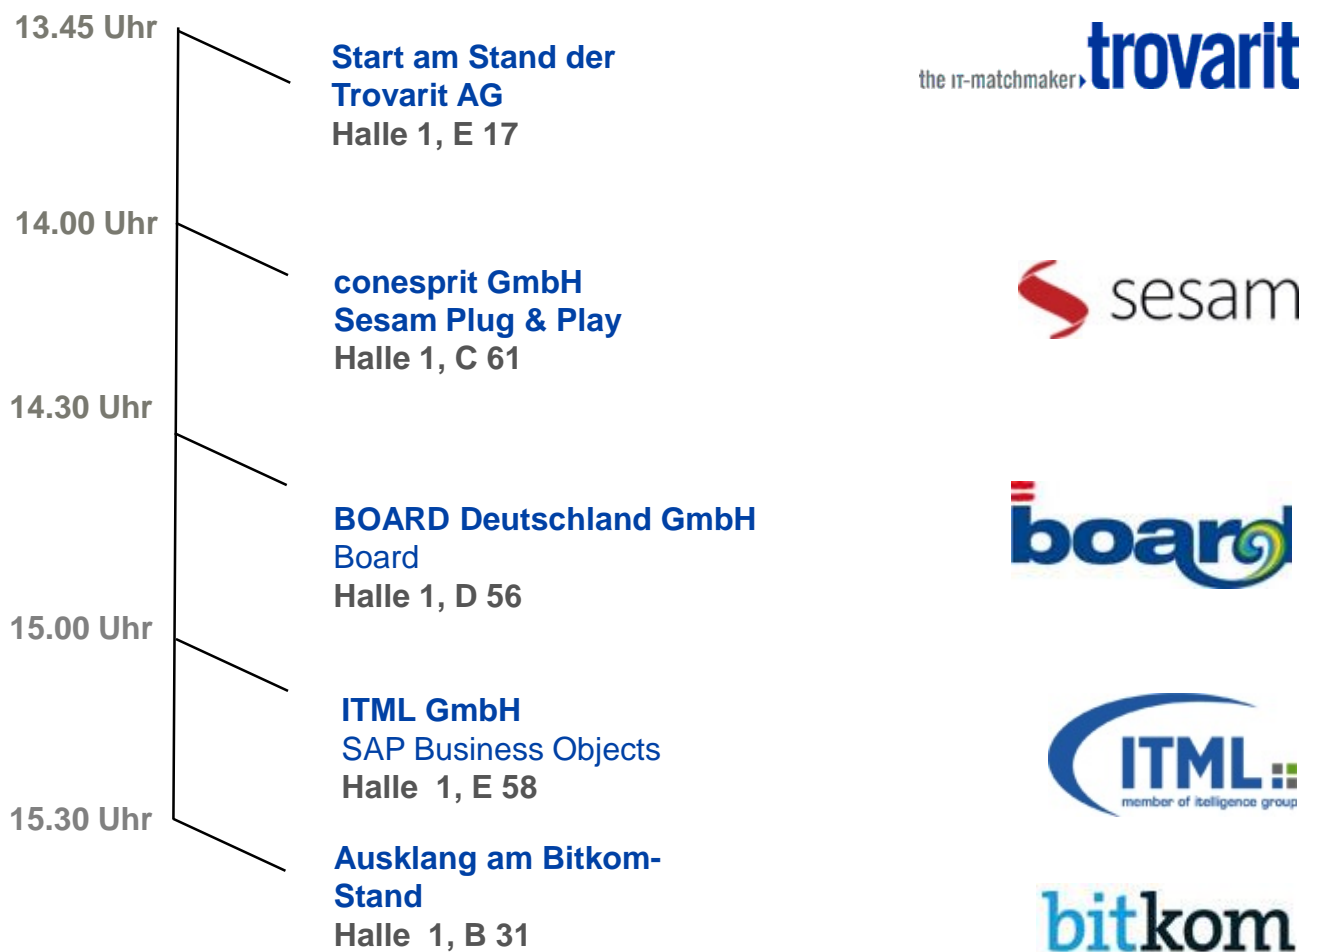 13.45 Uhr
Start am Stand der
Trovarit AG
Halle 1, E 17
the IT-matchmaker
trovarit
14.00 Uhr
conesprit GmbH
Sesam Plug & Play
Halle 1, C 61
sesam
14.30 Uhr
BOARD Deutschland GmbH
Board
Halle 1, D 56
board
15.00 Uhr
ITML GmbH
SAP Business Objects
Halle 1, E 58
ITML
member of itelligence group
15.30 Uhr
Ausklang am Bitkom-
Stand
Halle 1, B 31
bitkom